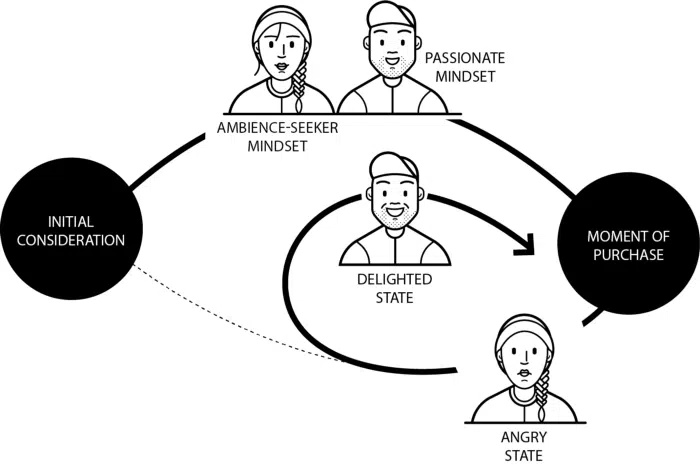 PASSIONATE
MINDSET
AMBIENCE-SEEKER
MINDSET
INITIAL
CONSIDERATION
MOMENT OF
PURCHASE
DELIGHTED
STATE
ANGRY
STATE